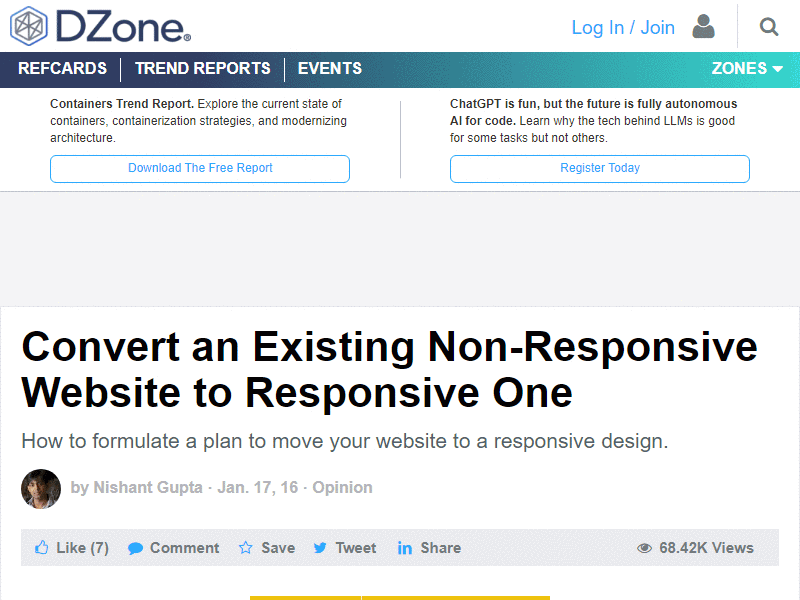 DZone®
Log In / Join
REFCARDS
TREND REPORTS
EVENTS
ZONES
Containers Trend Report. Explore the current state of
containers, containerization strategies, and modernizing
architecture.
Download The Free Report
ChatGPT is fun, but the future is fully autonomous
AI for code. Learn why the tech behind LLMs is good
for some tasks but not others.
Register Today
Convert an Existing Non-Responsive
Website to Responsive One
How to formulate a plan to move your website to a responsive design.
by Nishant Gupta · Jan. 17, 16 · Opinion
Like (7)
Comment
Save
Tweet
Share
68.42K Views